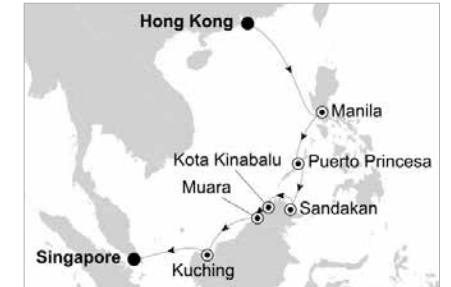 Hong Kong
Manila
Kota Kinabalu
Puerto Princesa
Muara
Sandakan
Singapore
Kuching